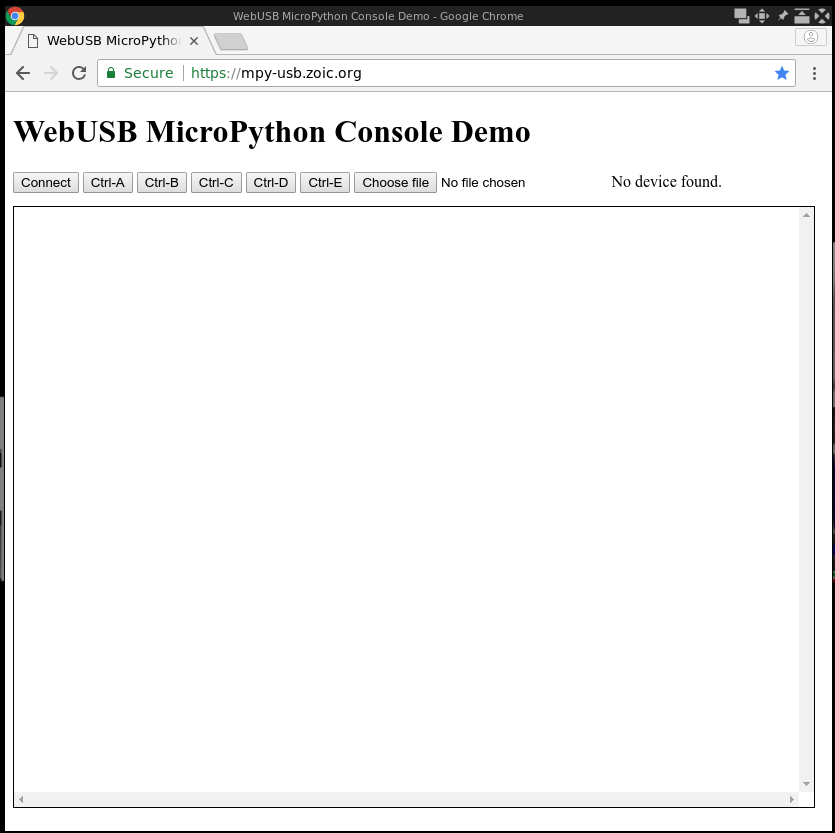 WebUSB MicroPython Console Demo - Google Chrome
WebUSB MicroPytho
Secure https://mpy-usb.zoic.org
WebUSB MicroPython Console Demo
Connect Ctrl-A Ctrl-B Ctrl-C Ctrl-D Ctrl-E Choose file No file chosen No device found.